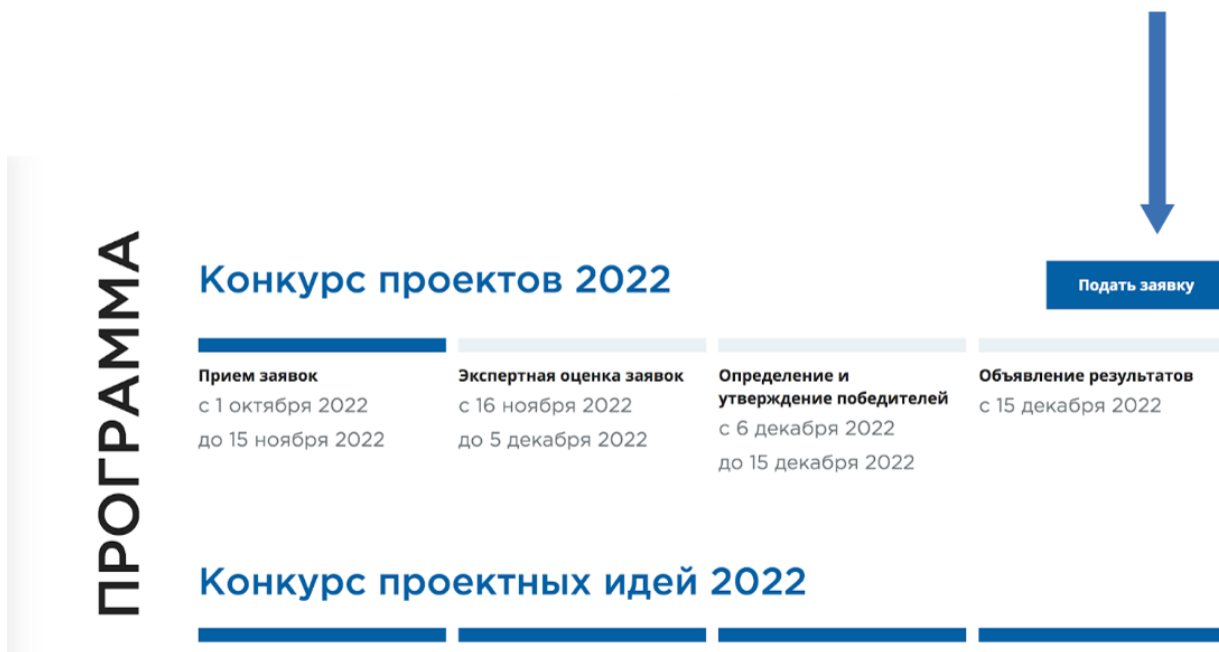 ПРОГРАММА
Конкурс проектов 2022
Подать заявку
Прием заявок
с 1 октября 2022
до 15 ноября 2022
Экспертная оценка заявок
с 16 ноября 2022
до 5 декабря 2022
Определение и
утверждение победителей
с 6 декабря 2022
до 15 декабря 2022
Объявление результатов
с 15 декабря 2022
Конкурс проектных идей 2022